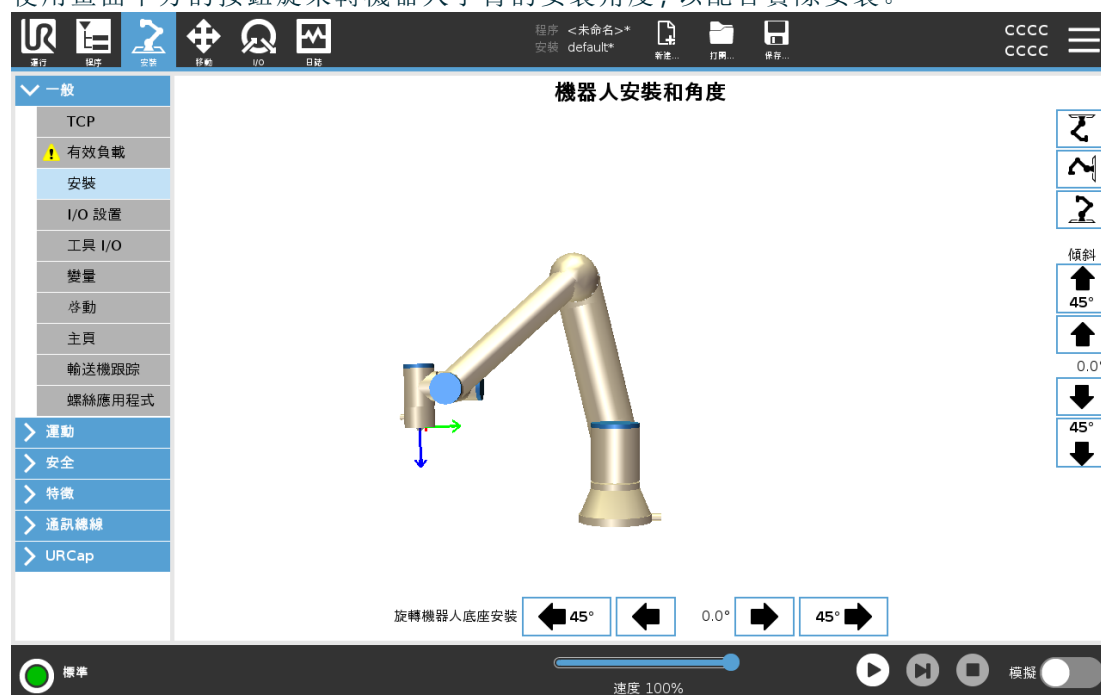 使用畫面下方的按鈕旋來轉機器人手臂的安裝角度，以配合實際安裝。
UR
運行 程序 安裝 移動 I/O 日誌
程序 <未命名>*
安裝 default*
新建... 打開... 保存...
CCCC
CCCC
一般
TCP
有效負載
安裝
I/O 設置
工具 I/O
變量
啓動
主頁
輸送機跟踪
螺絲應用程式
運動
安全
特徵
通訊總線
URCap
機器人安裝和角度
傾斜
45°
0.0°
45°
旋轉機器人底座安裝 45° 0.0° 45°
標準
速度 100%
模擬